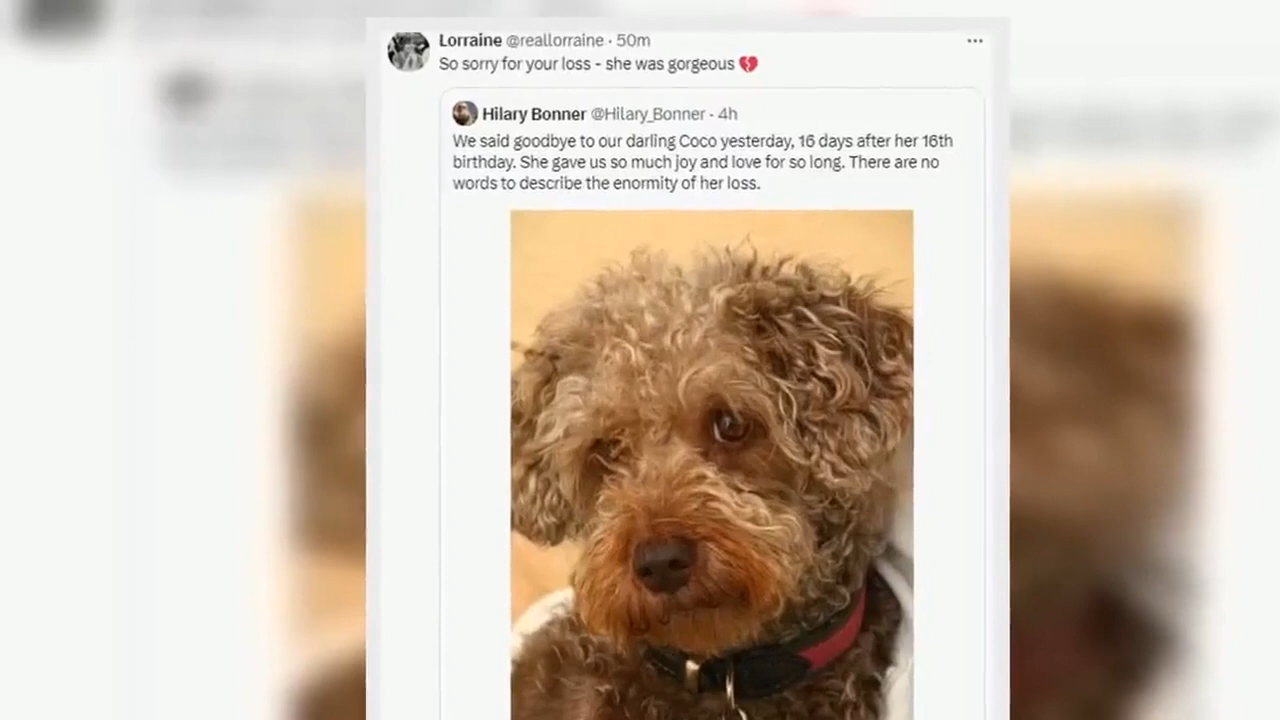 Lorraine @reallorraine · 50m
So sorry for your loss - she was gorgeous 💔
Hilary Bonner @Hilary_Bonner · 4h
We said goodbye to our darling Coco yesterday, 16 days after her 16th
birthday. She gave us so much joy and love for so long. There are no
words to describe the enormity of her loss.